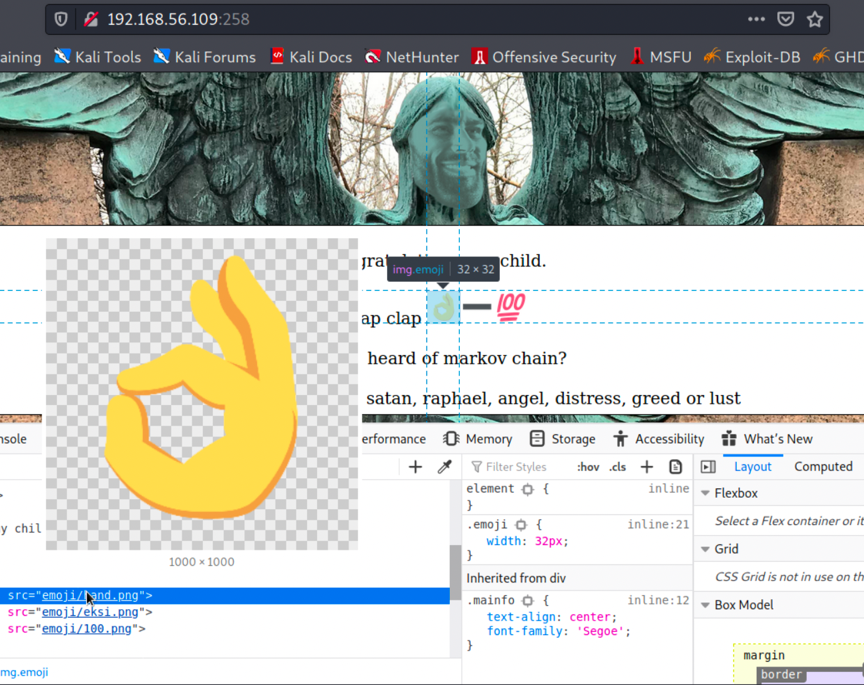 192.168.56.109:258
aining Kali Tools Kali Forums Kali Docs NetHunter Offensive Security MSFU Exploit-DB GHD
child.
img.emoji 32 × 32
ap clap 100
heard of markov chain?
satan, raphael, angel, distress, greed or lust
nsole erformance Memory Storage Accessibility What's New
Filter Styles :hov .cls Layout Computed
element { inline
}
.emoji { inline:21
width: 32px;
}
Inherited from div
.mainfo { inline:12
text-align: center;
font-family: 'Segoe';
}
Flexbox
Select a Flex container or it
Grid
CSS Grid is not in use on th
Box Model
margin
border
>
y chil
1000 × 1000
src="emoji/hand.png">
src="emoji/eksi.png">
src="emoji/100.png">
mg.emoji